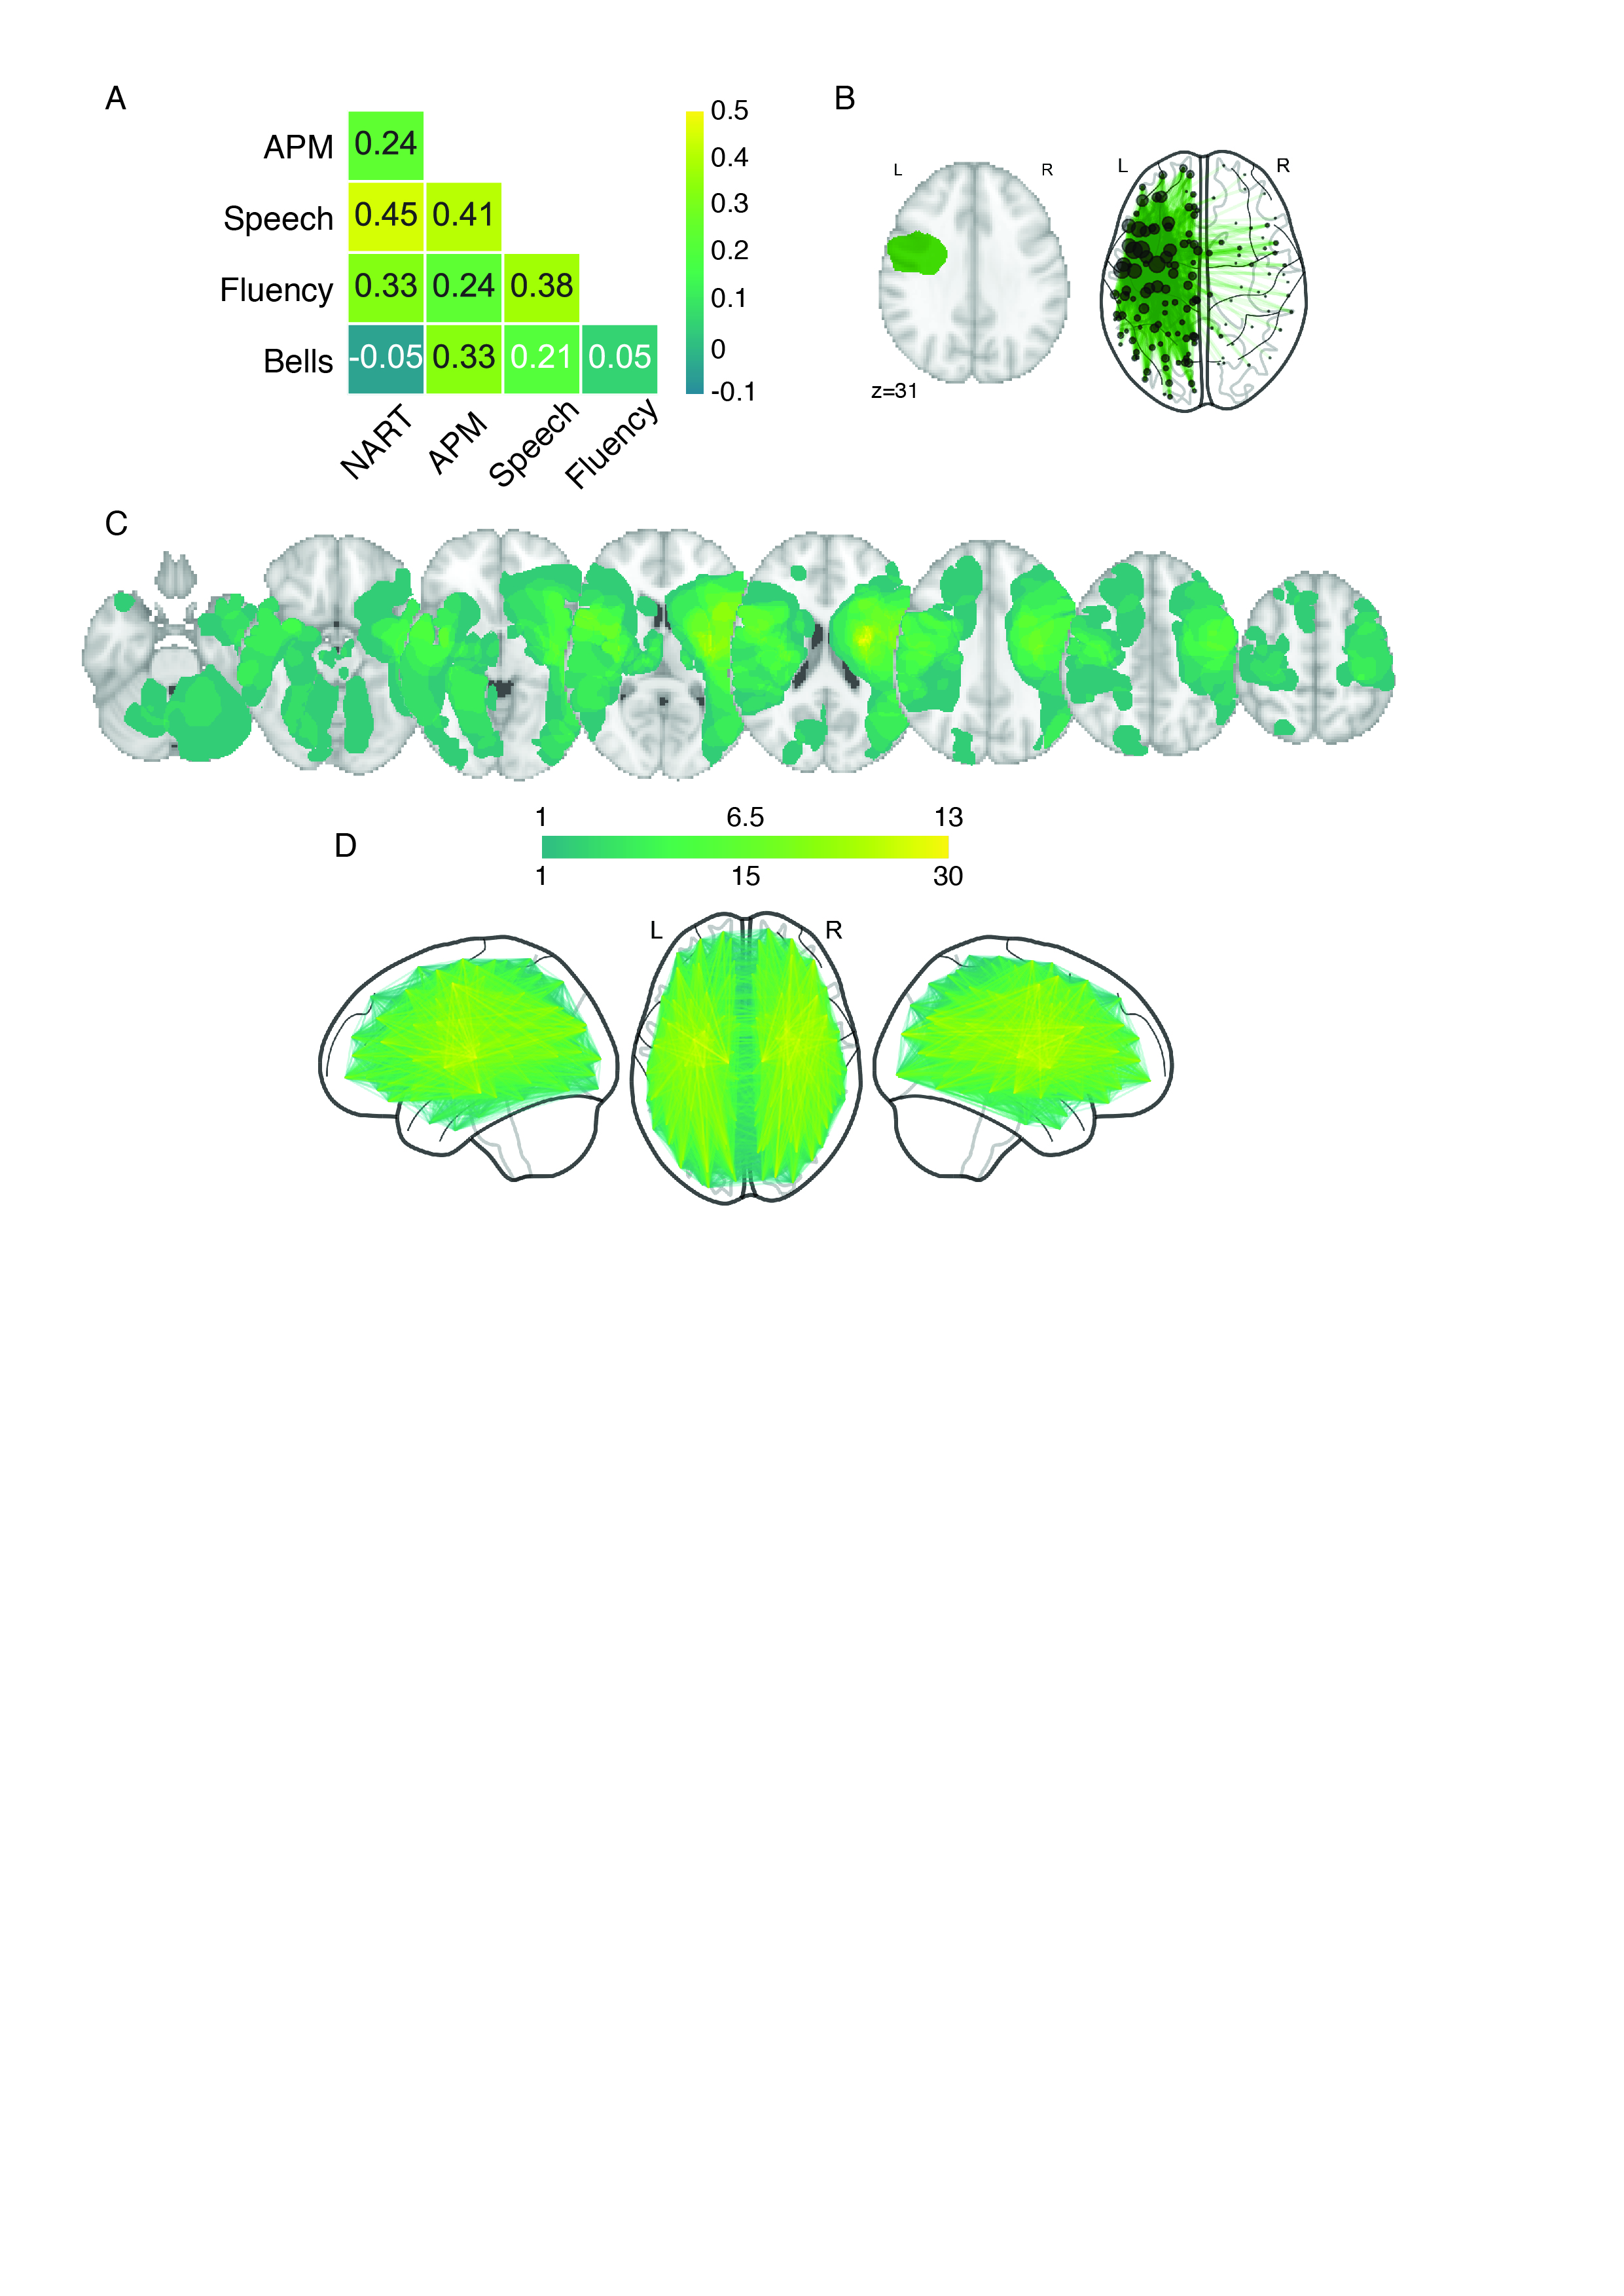 A
APM 0.24
Speech 0.45 0.41
Fluency 0.33 0.24 0.38
Bells -0.05 0.33 0.21 0.05
NART APM Speech Fluency
0.5
0.4
0.3
0.2
0.1
0
-0.1
B
L R
z=31
L R
C
1 6.5 13
D
1 15 30
L R